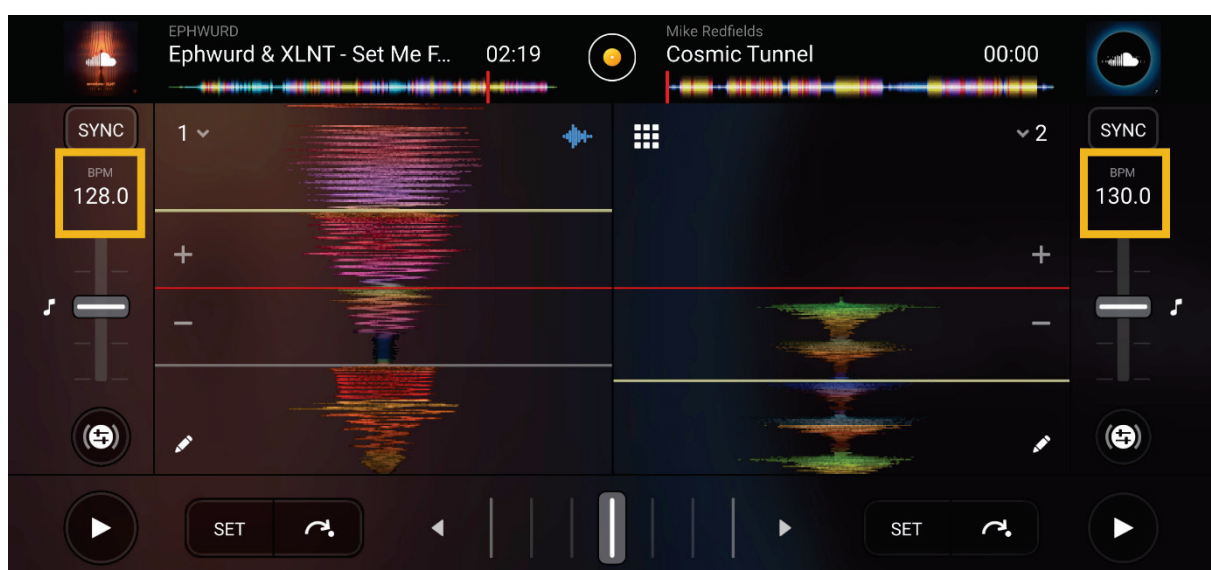 EPHWURD
Ephwurd & XLNT - Set Me F... 02:19
Mike Redfields
Cosmic Tunnel 00:00
SYNC
1
2
SYNC
BPM
128.0
BPM
130.0
SET
SET